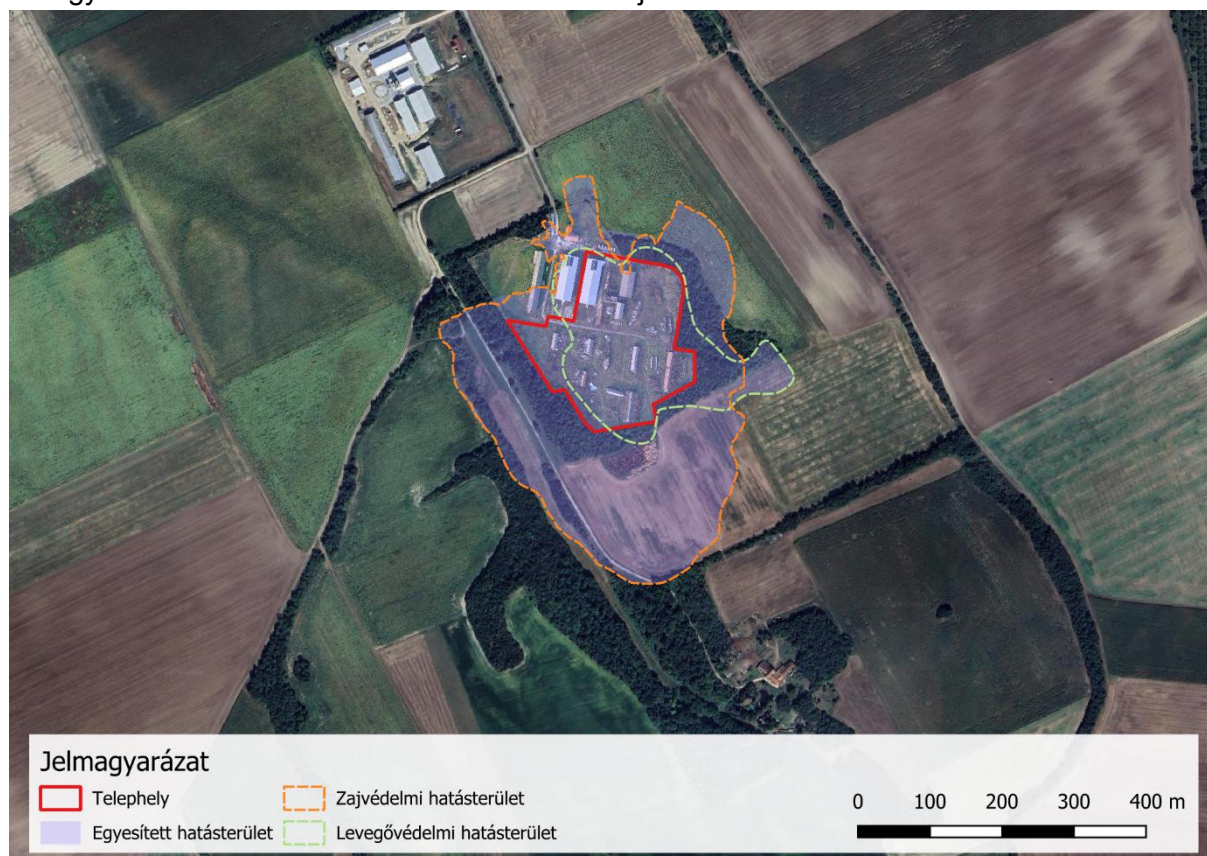 Jelmagyarázat
Telephely
Zajvédelmi hatásterület
Egyesített hatásterület
Levegővédelmi hatásterület
0 100 200 300 400 m